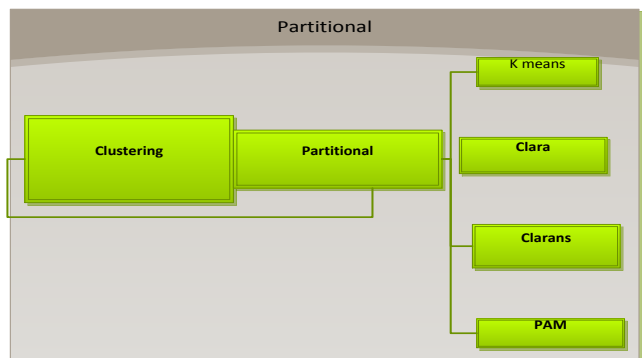 Partitional
K means
Clustering
Partitional
Clara
Clarans
PAM